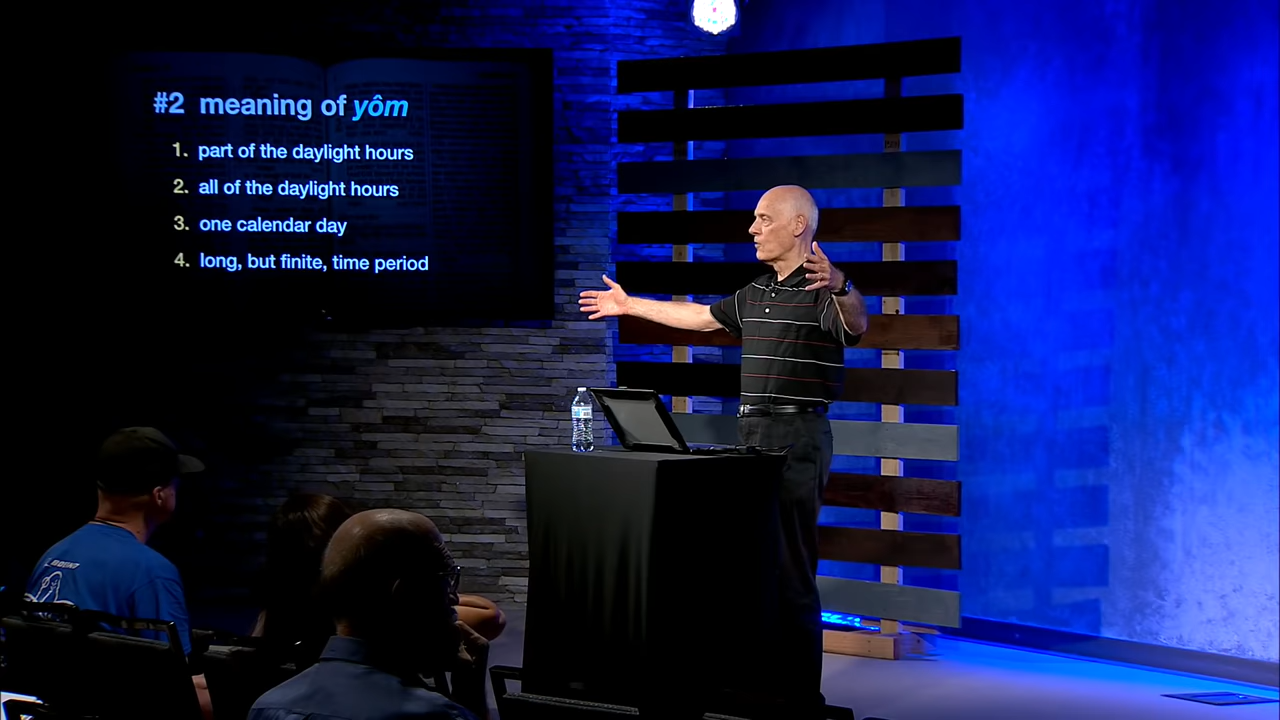 #2 meaning of yôm
1. part of the daylight hours
2. all of the daylight hours
3. one calendar day
4. long, but finite, time period